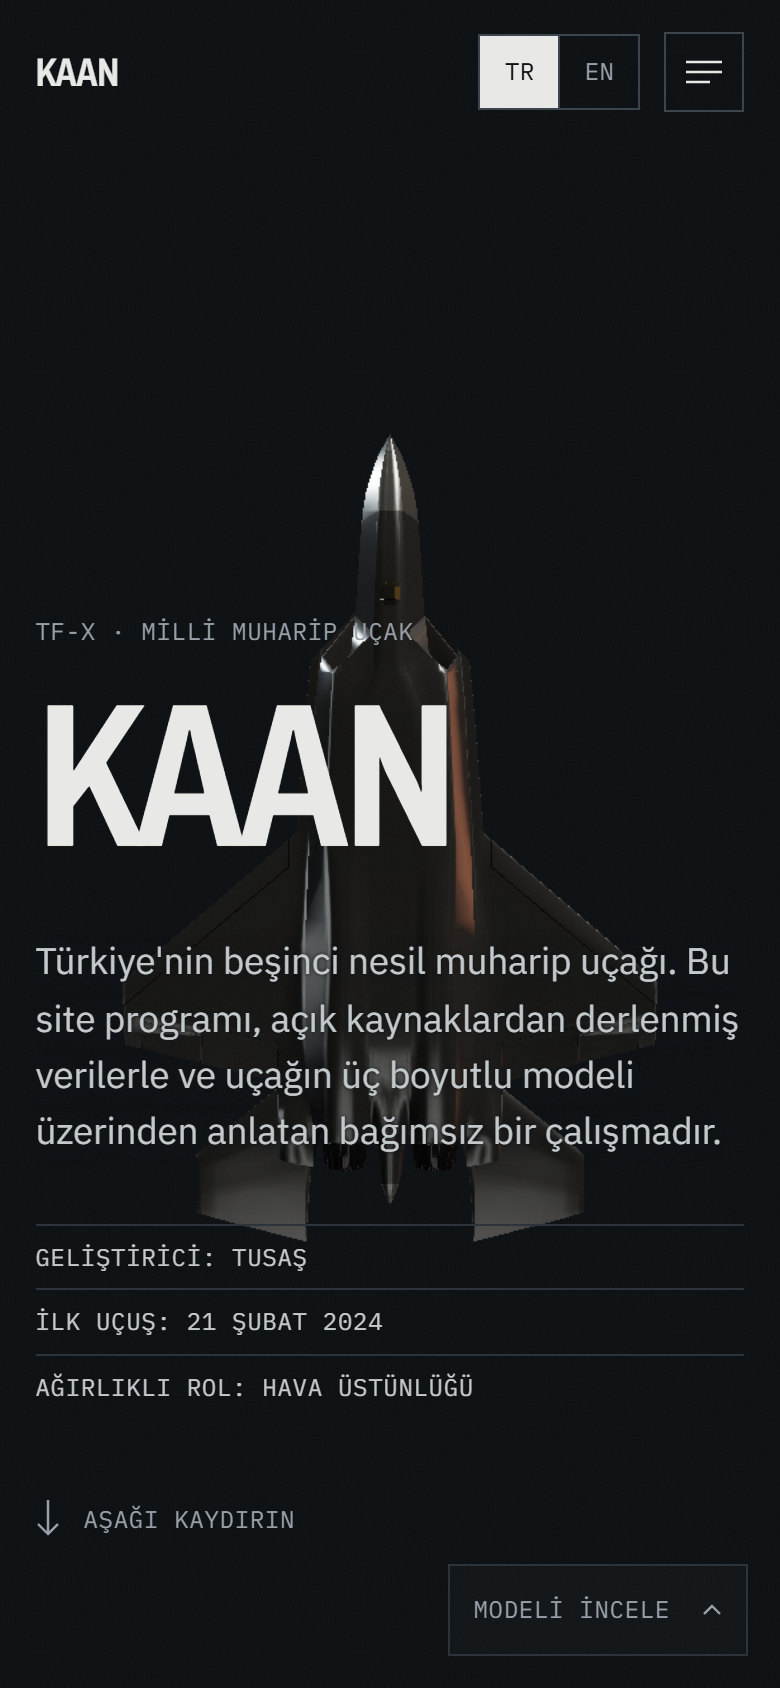 KAAN
TR EN
TF-X · MİLLİ MUHARİP UÇAK
KAAN
Türkiye'nin beşinci nesil muharip uçağı. Bu
site programı, açık kaynaklardan derlenmiş
verilerle ve uçağın üç boyutlu modeli
üzerinden anlatan bağımsız bir çalışmadır.
GELİŞTİRİCİ: TUSAŞ
İLK UÇUŞ: 21 ŞUBAT 2024
AĞIRLIKLI ROL: HAVA ÜSTÜNLÜĞÜ
AŞAĞI KAYDIRIN
MODELİ İNCELE